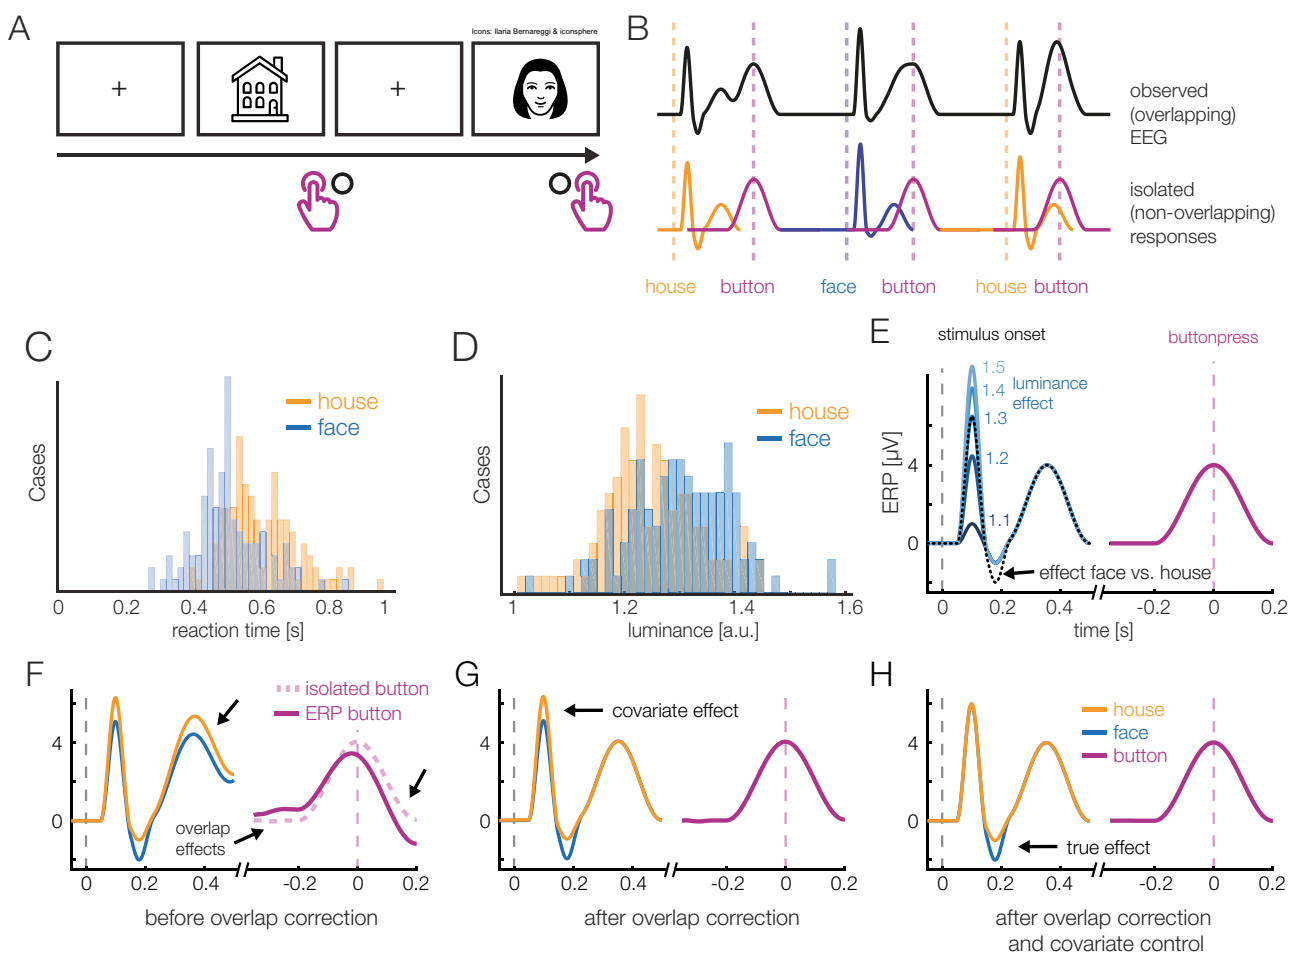 A
Icons: Ilaria Bernareggi & iconsphere
+
+
B
observed
(overlapping)
EEG
isolated
(non-overlapping)
responses
house
button
face
button
house
button
C
Cases
house
face
0
0.2
0.4
0.6
0.8
1
reaction time [s]
D
Cases
house
face
1
1.2
1.4
1.6
luminance [a.u.]
E
stimulus onset
buttonpress
1.5
1.4
1.3
1.2
1.1
luminance
effect
ERP [µV]
4
0
effect face vs. house
0
0.2
0.4
-0.2
0
0.2
time [s]
F
isolated button
ERP button
4
0
overlap
effects
0
0.2
0.4
-0.2
0
0.2
before overlap correction
G
covariate effect
4
0
0
0.2
0.4
-0.2
0
0.2
after overlap correction
H
house
face
button
4
0
true effect
0
0.2
0.4
-0.2
0
0.2
after overlap correction
and covariate control